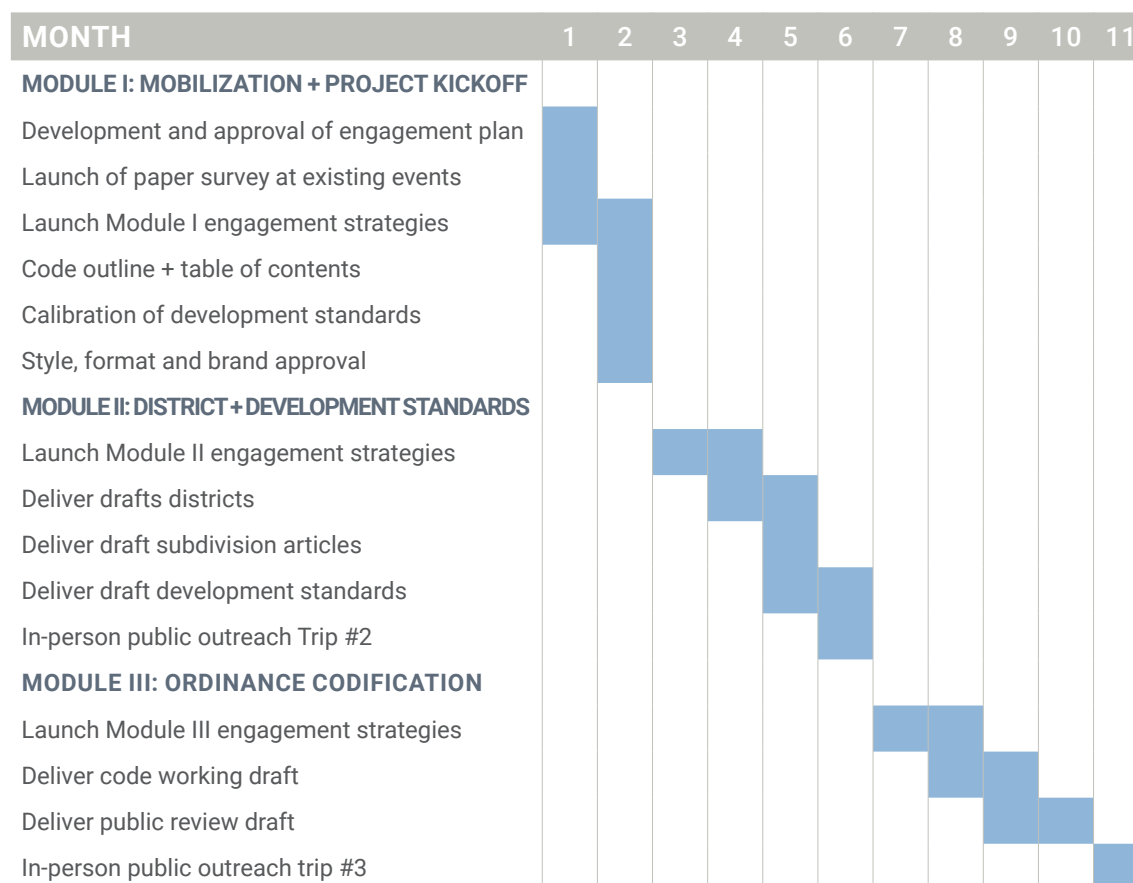 MONTH 1 2 3 4 5 6 7 8 9 10 11
MODULE I: MOBILIZATION + PROJECT KICKOFF
Development and approval of engagement plan
Launch of paper survey at existing events
Launch Module I engagement strategies
Code outline + table of contents
Calibration of development standards
Style, format and brand approval
MODULE II: DISTRICT + DEVELOPMENT STANDARDS
Launch Module II engagement strategies
Deliver drafts districts
Deliver draft subdivision articles
Deliver draft development standards
In-person public outreach Trip #2
MODULE III: ORDINANCE CODIFICATION
Launch Module III engagement strategies
Deliver code working draft
Deliver public review draft
In-person public outreach trip #3